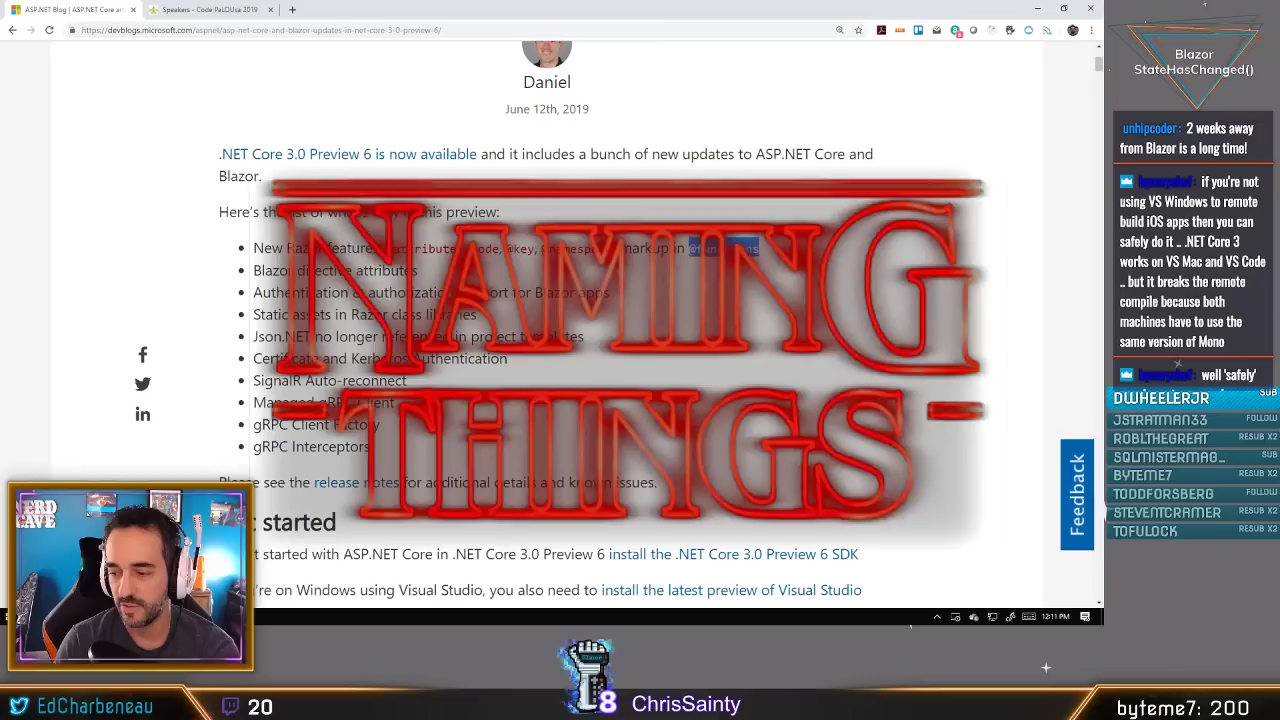 ASP.NET Blog | ASP.NET Core an
Speakers - Code PaLOUsa 2019
https://devblogs.microsoft.com/aspnet/asp-net-core-and-blazor-updates-in-net-core-3-0-preview-6/
Daniel
June 12th, 2019
.NET Core 3.0 Preview 6 is now available and it includes a bunch of new updates to ASP.NET Core and
Blazor.
Here's the list of what's new in this preview:
New Razor features: @attribute, @code, @key, @namespace, markup in @functions
Blazor directive attributes
Authentication & authorization support for Blazor apps
Static assets in Razor class libraries
Json.NET no longer referenced in project templates
Certificate and Kerberos Authentication
SignalR Auto-reconnect
Managed gRPC Client
gRPC Client Factory
gRPC Interceptors
Please see the release notes for additional details and known issues.
started
t started with ASP.NET Core in .NET Core 3.0 Preview 6 install the .NET Core 3.0 Preview 6 SDK
're on Windows using Visual Studio, you also need to install the latest preview of Visual Studio
NAMING
THINGS
Feedback
12:11 PM
NERD
DAVE
Blazor
StateHasChanged()
unhipcoder: 2 weeks away
from Blazor is a long time!
if you're not
using VS Windows to remote
build iOS apps then you can
safely do it .. .NET Core 3
works on VS Mac and VS Code
.. but it breaks the remote
compile because both
machines have to use the
same version of Mono
well 'safely'
DWHEELERJR SUB
JSTRATMAN33 FOLLOW
ROBLTHEGREAT RESUB X2
SQLMISTERMAG_ SUB
BYTEME7 RESUB X2
TODDFORSBERG FOLLOW
STEVENTCRAMER RESUB X2
TOFULOCK RESUB X2
EdCharbeneau
20
Blazor
8 ChrisSainty
byteme7: 200